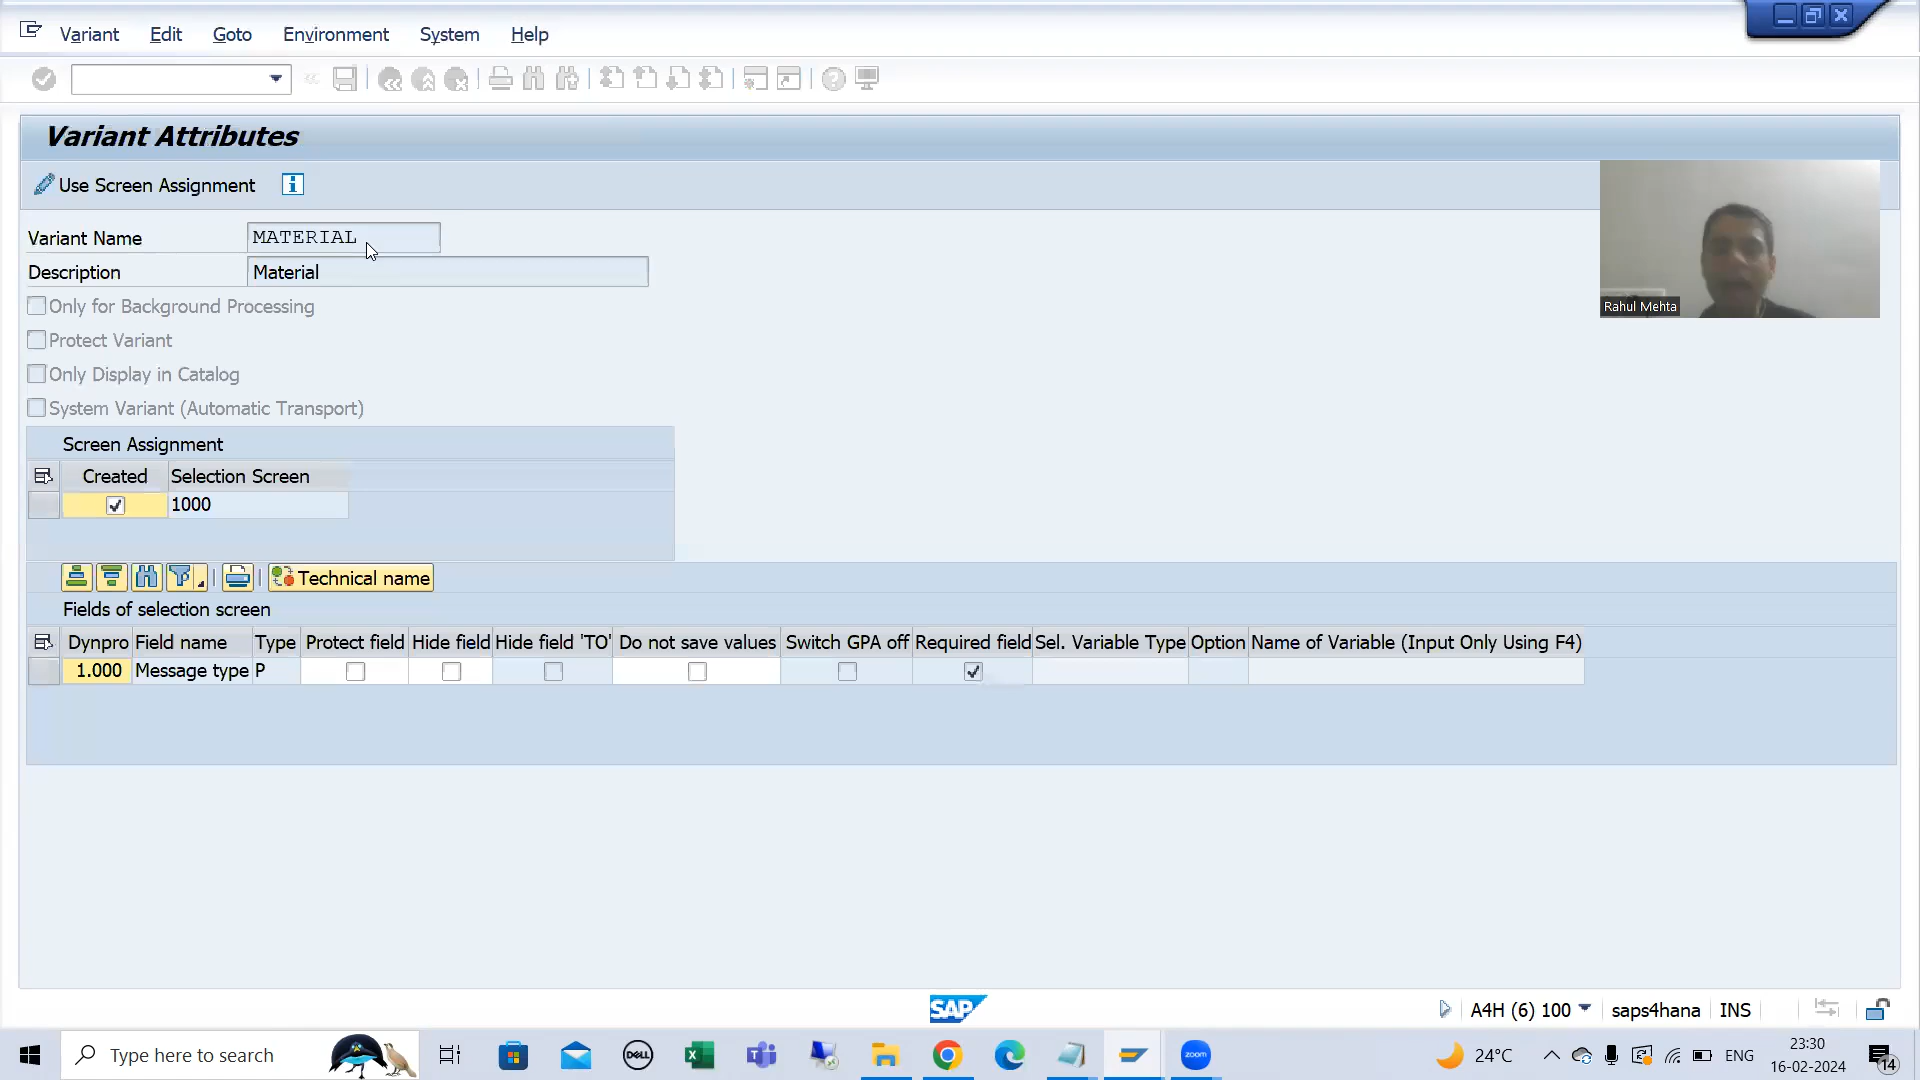 Variant Edit Goto Environment System Help
Variant Attributes
Use Screen Assignment
Variant Name MATERIAL
Description Material
Only for Background Processing
Protect Variant
Only Display in Catalog
System Variant (Automatic Transport)
Screen Assignment
Created Selection Screen
1000
Technical name
Fields of selection screen
Dynpro Field name Type Protect field Hide field Hide field 'TO' Do not save values Switch GPA off Required field Sel. Variable Type Option Name of Variable (Input Only Using F4)
1.000 Message type P
Rahul Mehta
SAP
A4H (6) 100 saps4hana INS
Type here to search
DELL
zoom
24°C
ENG
23:30
16-02-2024
14